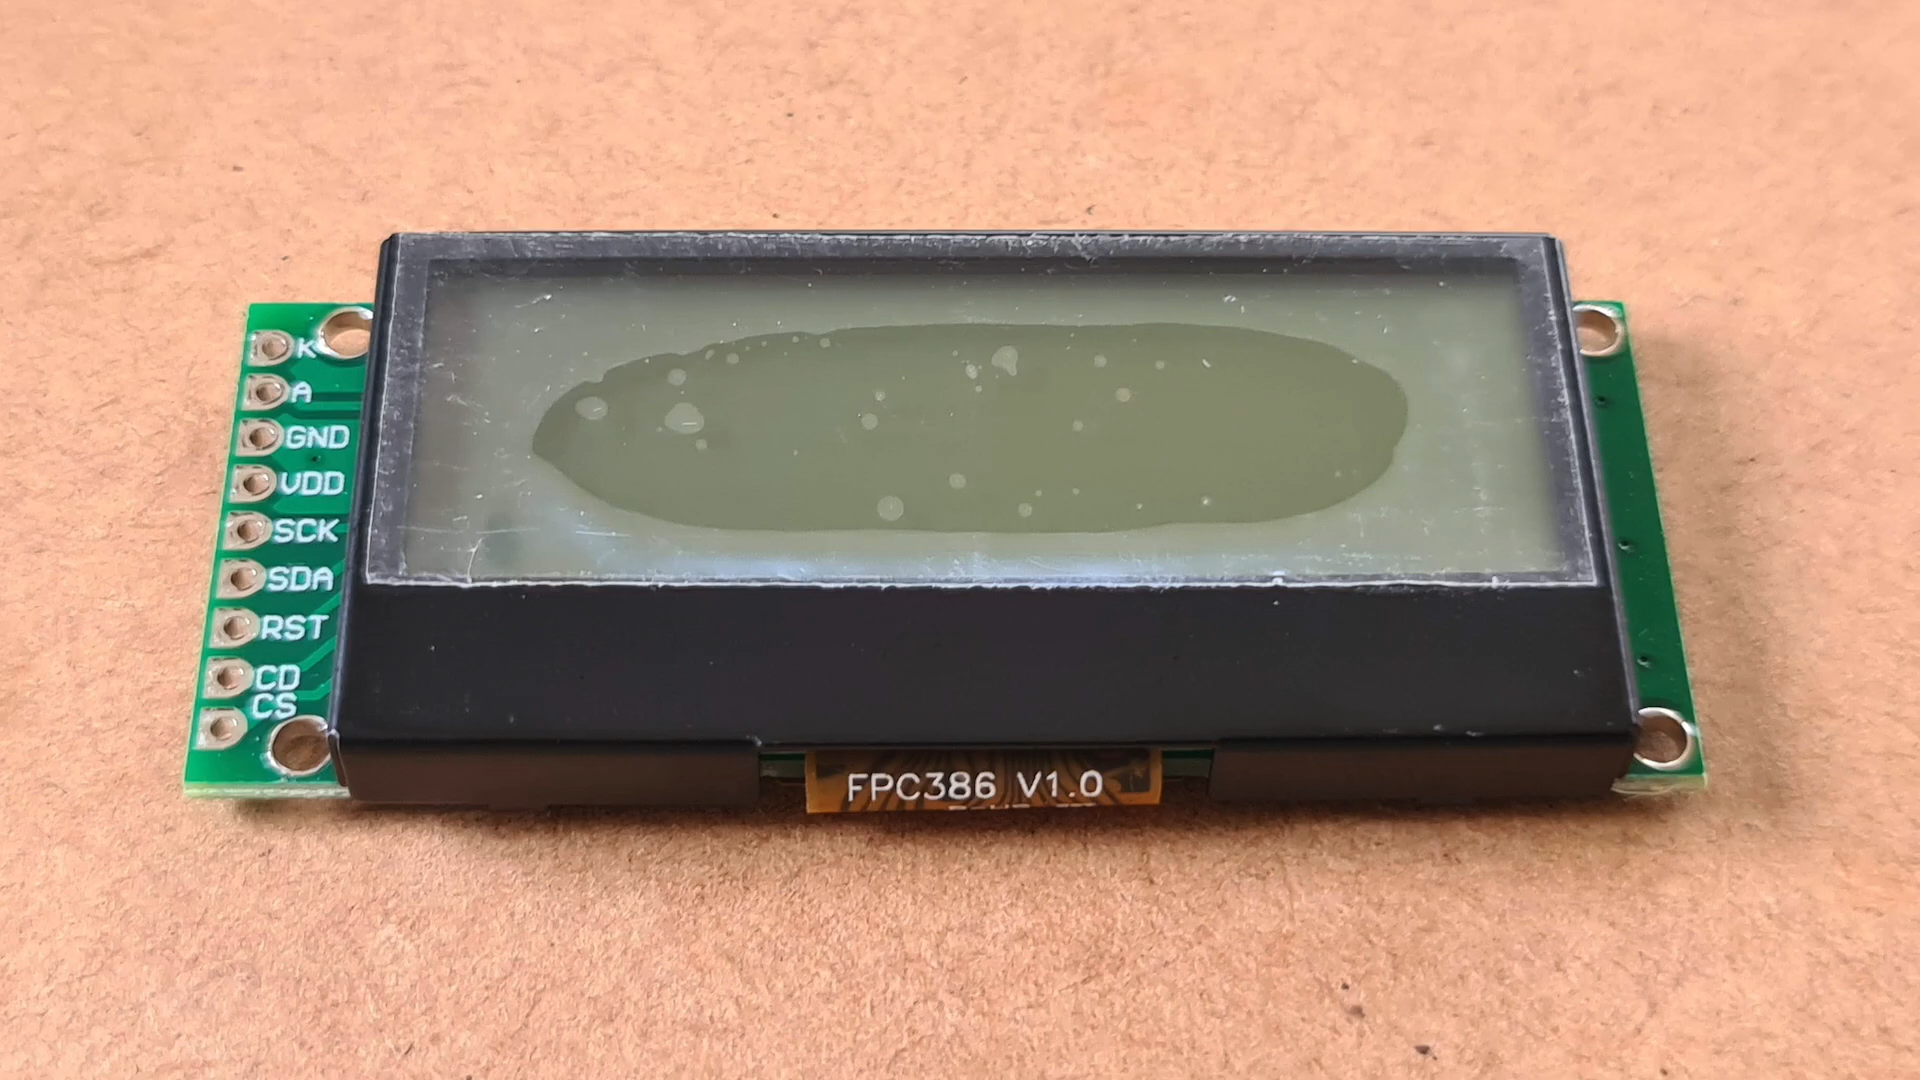 K
A
GND
VDD
SCK
SDA
RST
CD
CS
FPC386 V1.0